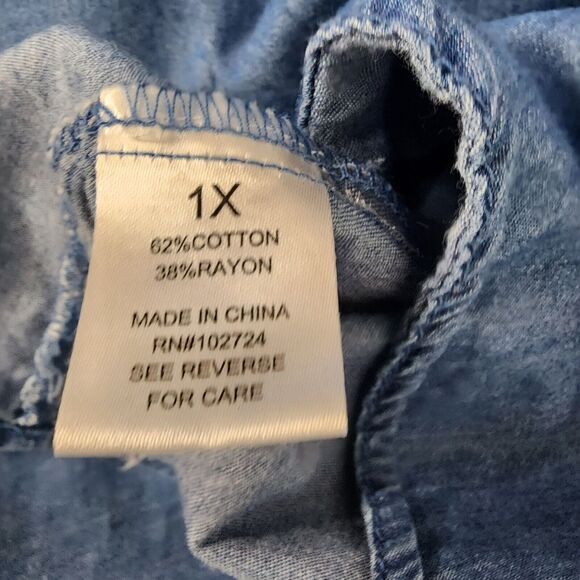 1X
62%COTTON
38%RAYON
MADE IN CHINA
RN#102724
SEE REVERSE
FOR CARE